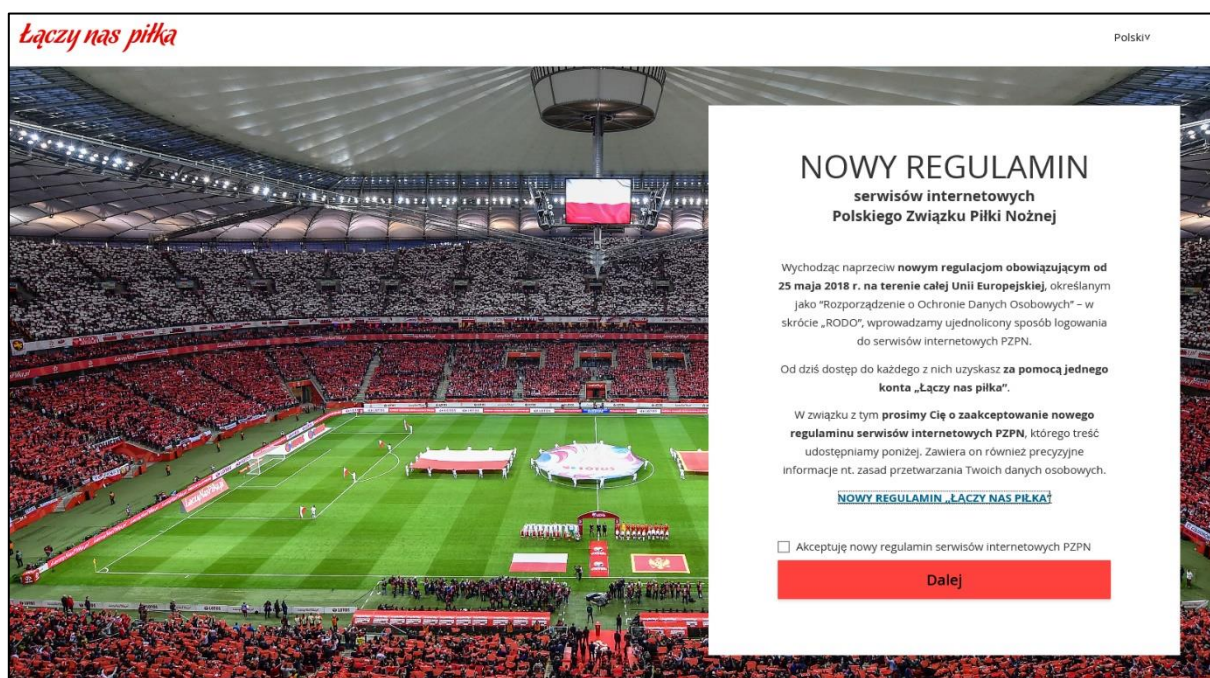 Łączy nas piłka
Polski˅
NOWY REGULAMIN
serwisów internetowych
Polskiego Związku Piłki Nożnej
Wychodząc naprzeciw nowym regulacjom obowiązującym od
25 maja 2018 r. na terenie całej Unii Europejskiej, określanym
jako “Rozporządzenie o Ochronie Danych Osobowych” – w
skrócie „RODO”, wprowadzamy ujednolicony sposób logowania
do serwisów internetowych PZPN.
Od dziś dostęp do każdego z nich uzyskasz za pomocą jednego
konta „Łączy nas piłka”.
W związku z tym prosimy Cię o zaakceptowanie nowego
regulaminu serwisów internetowych PZPN, którego treść
udostępniamy poniżej. Zawiera on również precyzyjne
informacje nt. zasad przetwarzania Twoich danych osobowych.
NOWY REGULAMIN „ŁĄCZY NAS PIŁKA”
Akceptuję nowy regulamin serwisów internetowych PZPN
Dalej